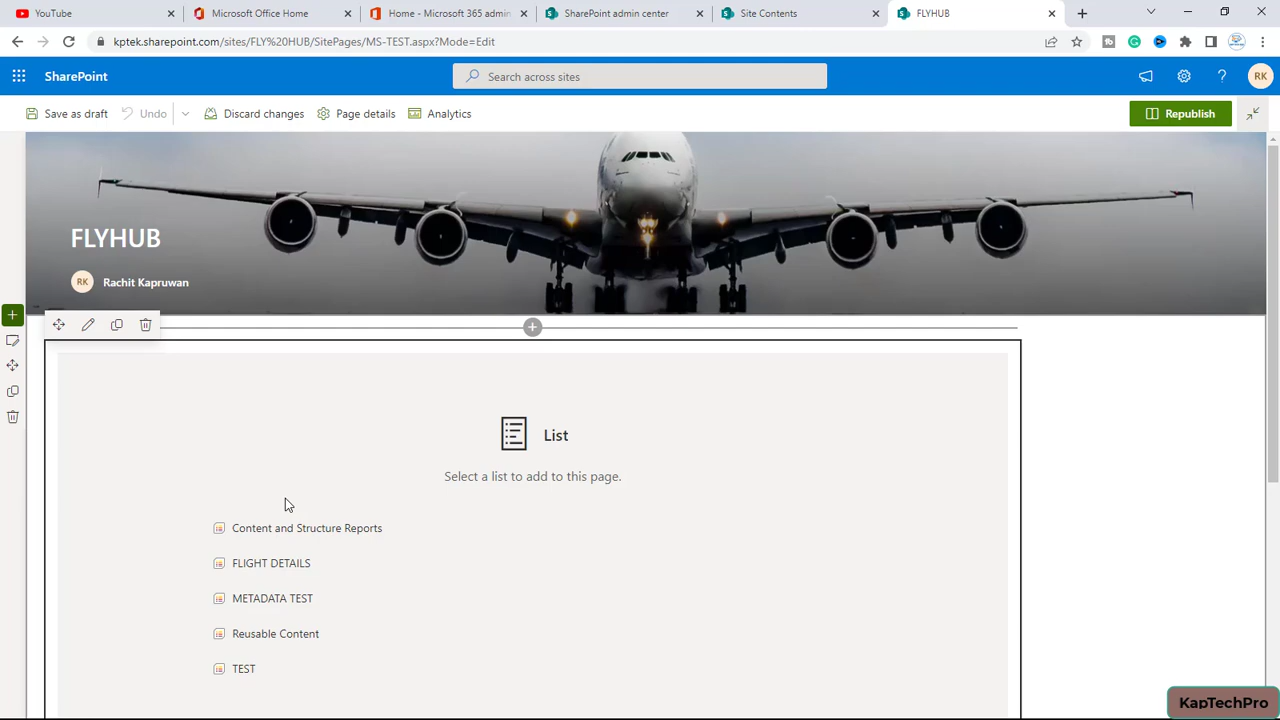 YouTube
Microsoft Office Home
Home - Microsoft 365 admin
SharePoint admin center
Site Contents
FLYHUB
kptek.sharepoint.com/sites/FLY%20HUB/SitePages/MS-TEST.aspx?Mode=Edit
SharePoint
Search across sites
RK
Save as draft
Undo
Discard changes
Page details
Analytics
Republish
FLYHUB
RK
Rachit Kapruwan
List
Select a list to add to this page.
Content and Structure Reports
FLIGHT DETAILS
METADATA TEST
Reusable Content
TEST
KapTechPro